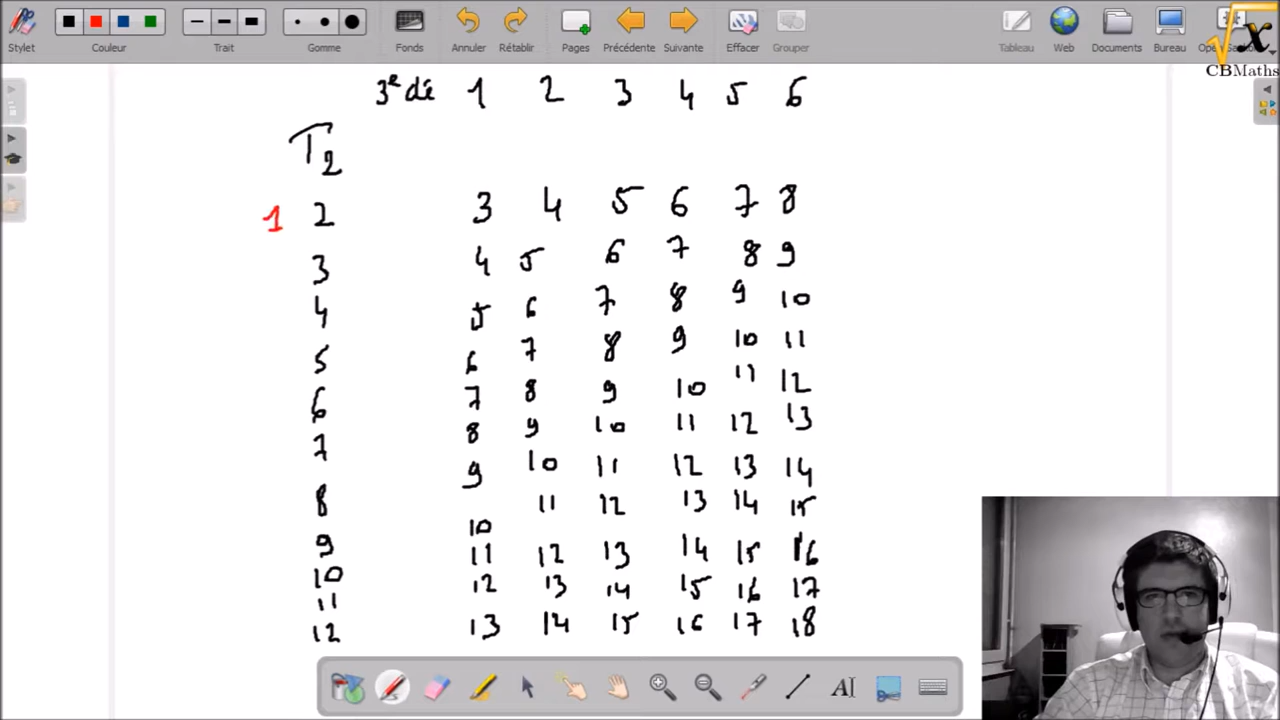 Stylet Couleur Trait Gomme Fonds Annuler Rétablir Pages Précédente Suivante Effacer Grouper Tableau Web Documents Bureau
√x
CBMaths
3e dé 1 2 3 4 5 6
T2
1 2 3 4 5 6 7 8
3 4 5 6 7 8 9
4 5 6 7 8 9 10
5 6 7 8 9 10 11
6 7 8 9 10 11 12
7 8 9 10 11 12 13
8 9 10 11 12 13 14
9 10 11 12 13 14 15
10 11 12 13 14 15 16
11 12 13 14 15 16 17
12 13 14 15 16 17 18
AI